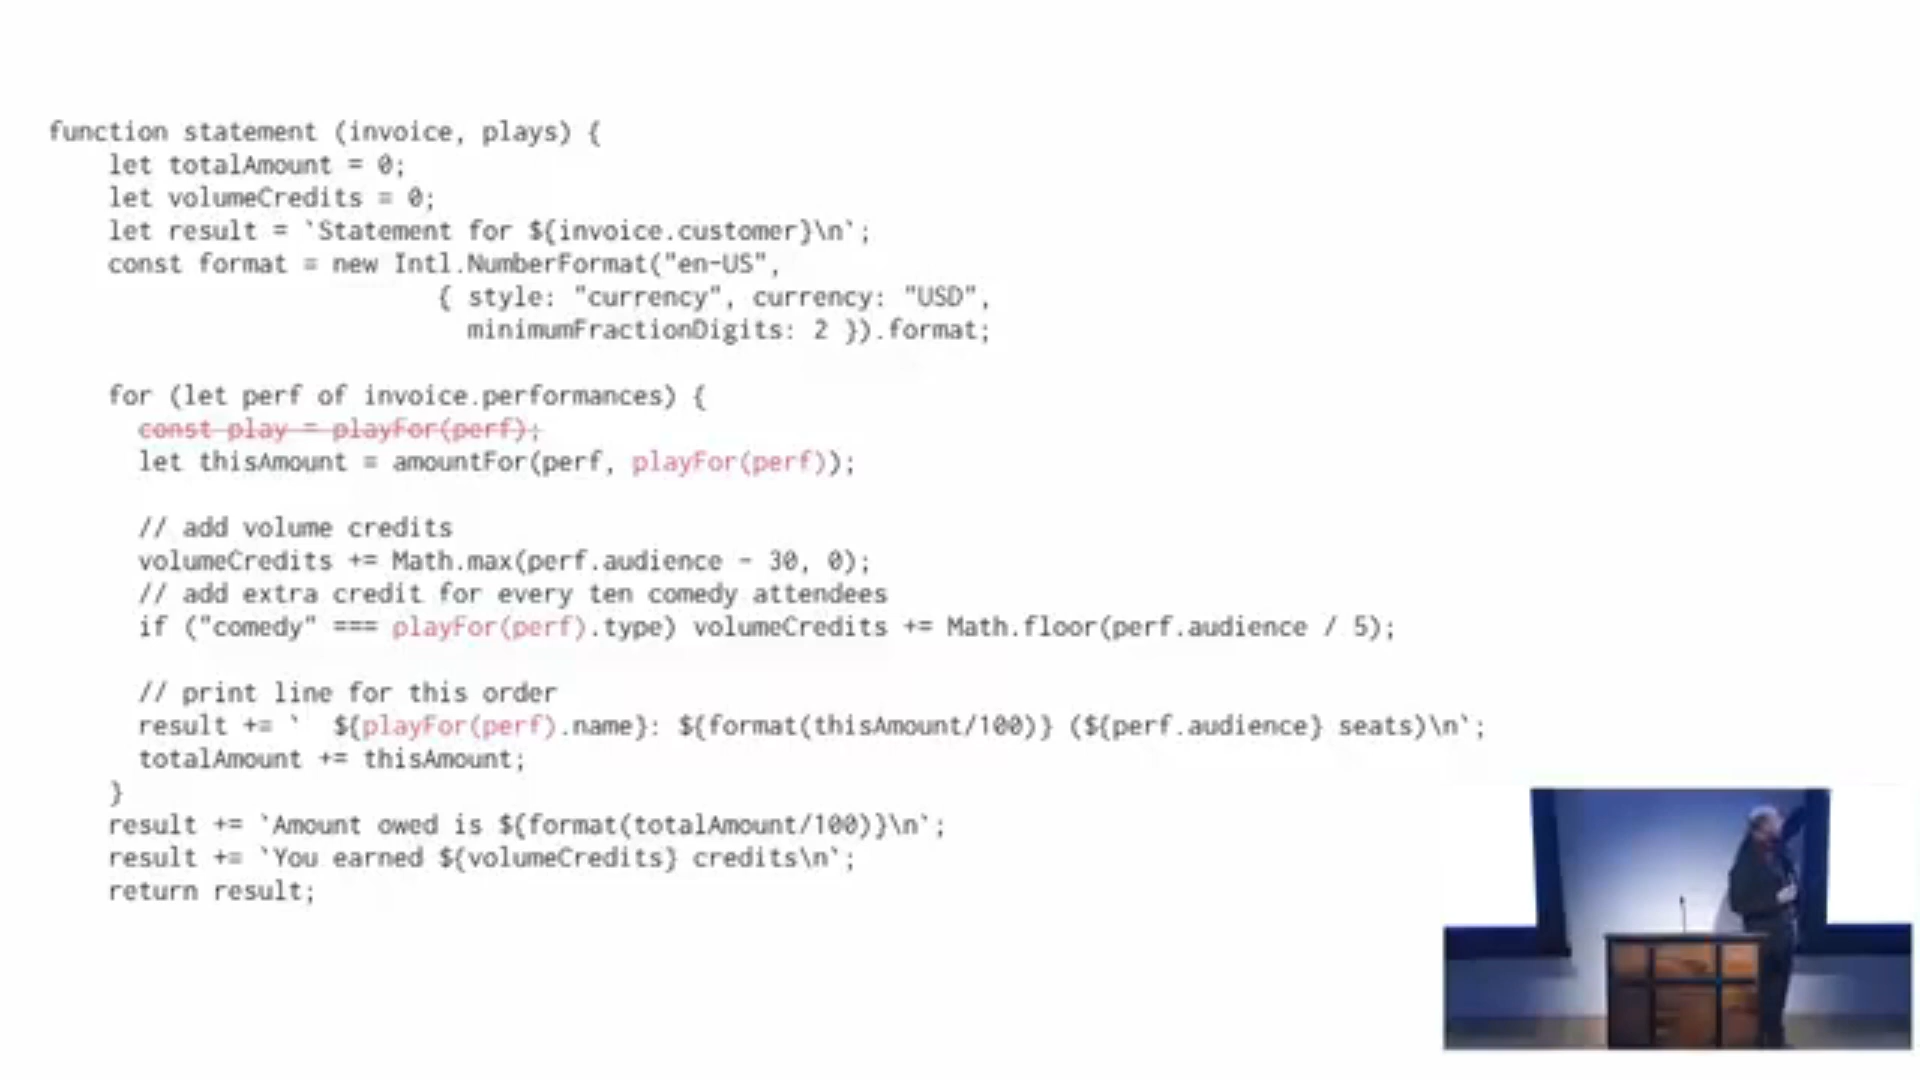 function statement (invoice, plays) {
let totalAmount = 0;
let volumeCredits = 0;
let result = `Statement for ${invoice.customer}\n`;
const format = new Intl.NumberFormat("en-US",
{ style: "currency", currency: "USD",
minimumFractionDigits: 2 }).format;
for (let perf of invoice.performances) {
const play = playFor(perf);
let thisAmount = amountFor(perf, playFor(perf));
// add volume credits
volumeCredits += Math.max(perf.audience - 30, 0);
// add extra credit for every ten comedy attendees
if ("comedy" === playFor(perf).type) volumeCredits += Math.floor(perf.audience / 5);
// print line for this order
result += `  ${playFor(perf).name}: ${format(thisAmount/100)} (${perf.audience} seats)\n`;
totalAmount += thisAmount;
}
result += `Amount owed is ${format(totalAmount/100)}\n`;
result += `You earned ${volumeCredits} credits\n`;
return result;